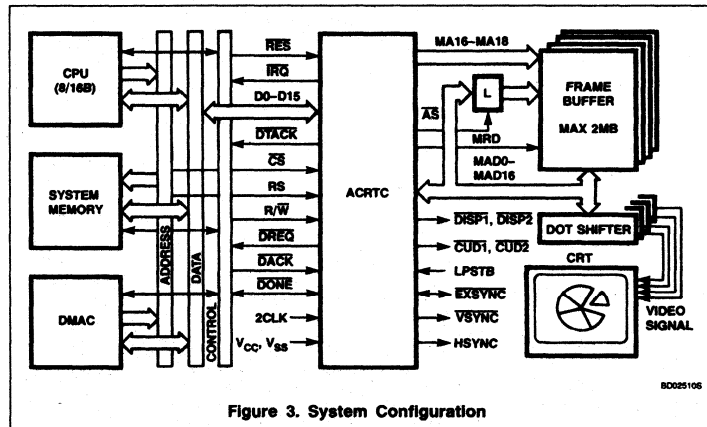 CPU
(8/16B)
SYSTEM
MEMORY
DMAC
ADDRESS
DATA
CONTROL
RES
IRQ
D0–D15
DTACK
CS
RS
R/W
DREQ
DACK
DONE
2CLK
VCC, VSS
ACRTC
MA16~MA18
AS
L
MRD
MAD0–
MAD16
DISP1, DISP2
CUD1, CUD2
LPSTB
EXSYNC
VSYNC
HSYNC
FRAME
BUFFER
MAX 2MB
DOT SHIFTER
CRT
VIDEO
SIGNAL
BD025106
Figure 3. System Configuration